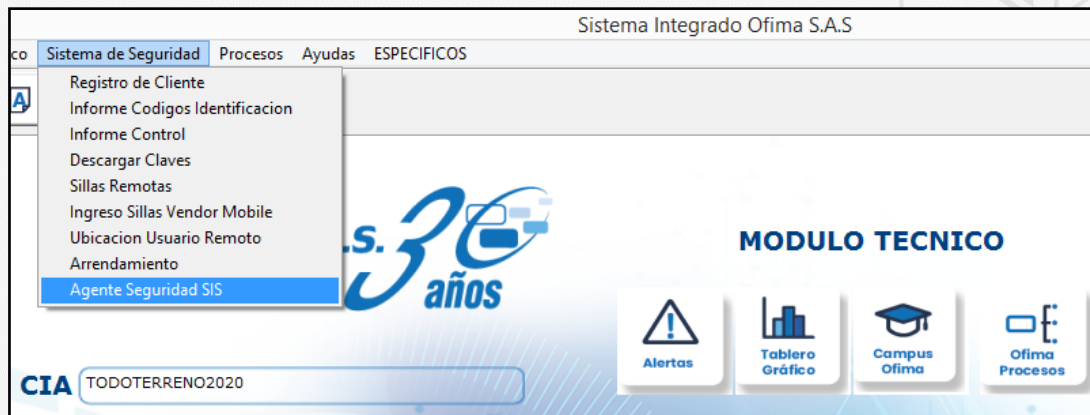 Sistema Integrado Ofima S.A.S
co Sistema de Seguridad Procesos Ayudas ESPECIFICOS
A
Registro de Cliente
Informe Codigos Identificacion
Informe Control
Descargar Claves
Sillas Remotas
Ingreso Sillas Vendor Mobile
Ubicacion Usuario Remoto
Arrendamiento
Agente Seguridad SIS
.S.
30
años
MODULO TECNICO
Alertas
Tablero
Gráfico
Campus
Ofima
Ofima
Procesos
CIA TODOTERRENO2020